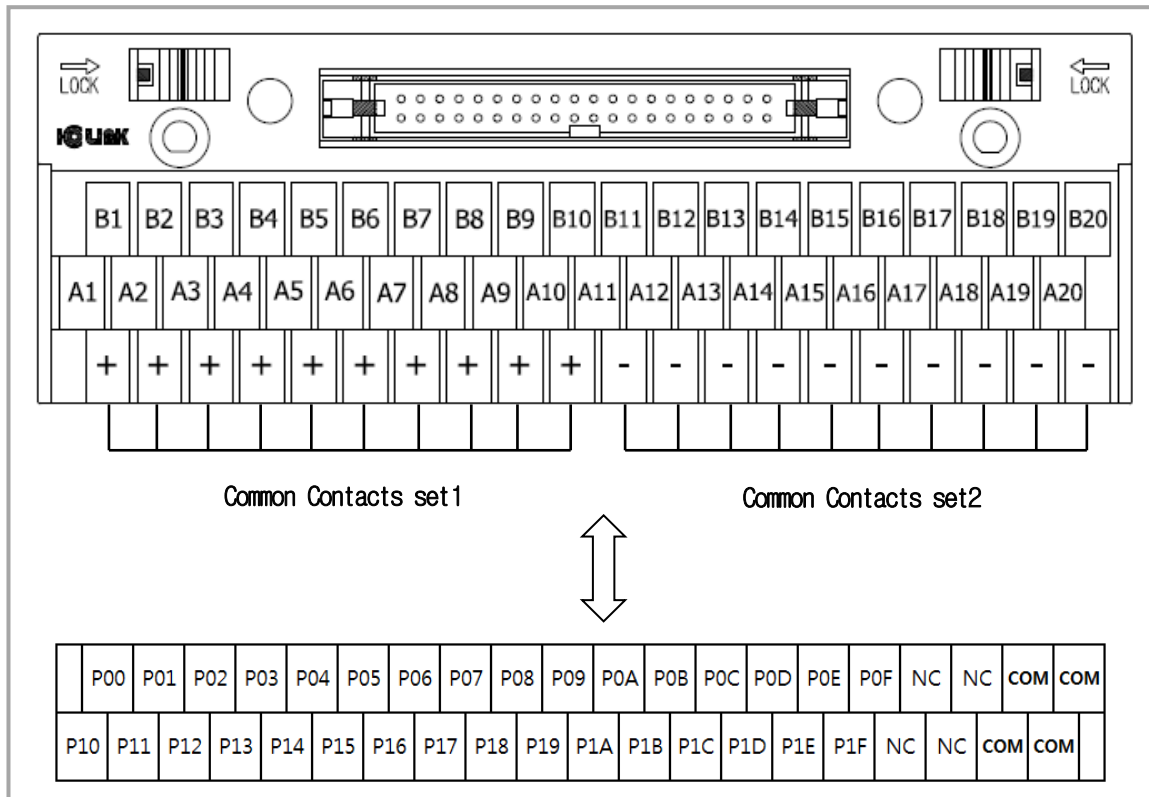 LOCK
LOCK
B1 B2 B3 B4 B5 B6 B7 B8 B9 B10 B11 B12 B13 B14 B15 B16 B17 B18 B19 B20
A1 A2 A3 A4 A5 A6 A7 A8 A9 A10 A11 A12 A13 A14 A15 A16 A17 A18 A19 A20
+ + + + + + + + + + - - - - - - - - - -
Common Contacts set1
Common Contacts set2
P00 P01 P02 P03 P04 P05 P06 P07 P08 P09 P0A P0B P0C P0D P0E P0F NC NC COM COM
P10 P11 P12 P13 P14 P15 P16 P17 P18 P19 P1A P1B P1C P1D P1E P1F NC NC COM COM